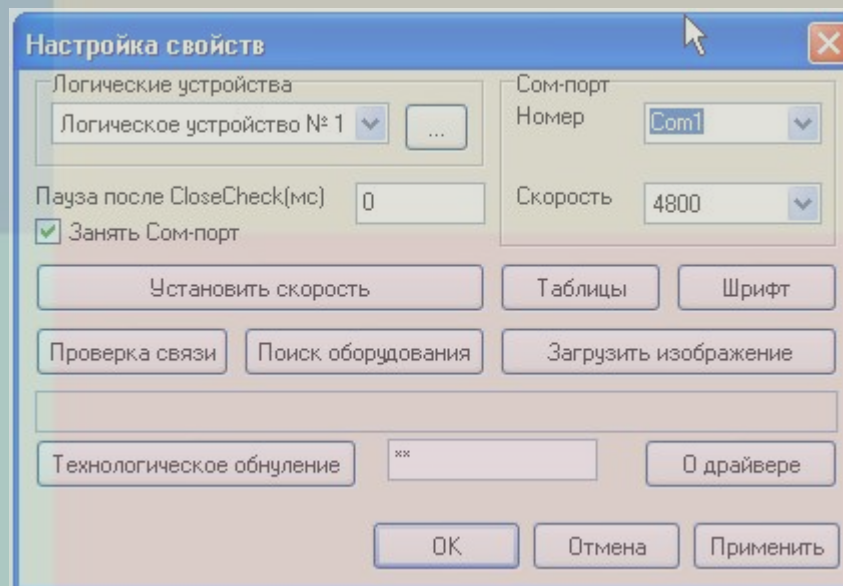 Настройка свойств
Логические устройства
Логическое устройство № 1
...
Сом-порт
Номер
Com1
Пауза после CloseCheck(мс)
0
Скорость
4800
Занять Сом-порт
Установить скорость
Таблицы
Шрифт
Проверка связи
Поиск оборудования
Загрузить изображение
Технологическое обнуление
**
О драйвере
OK
Отмена
Применить